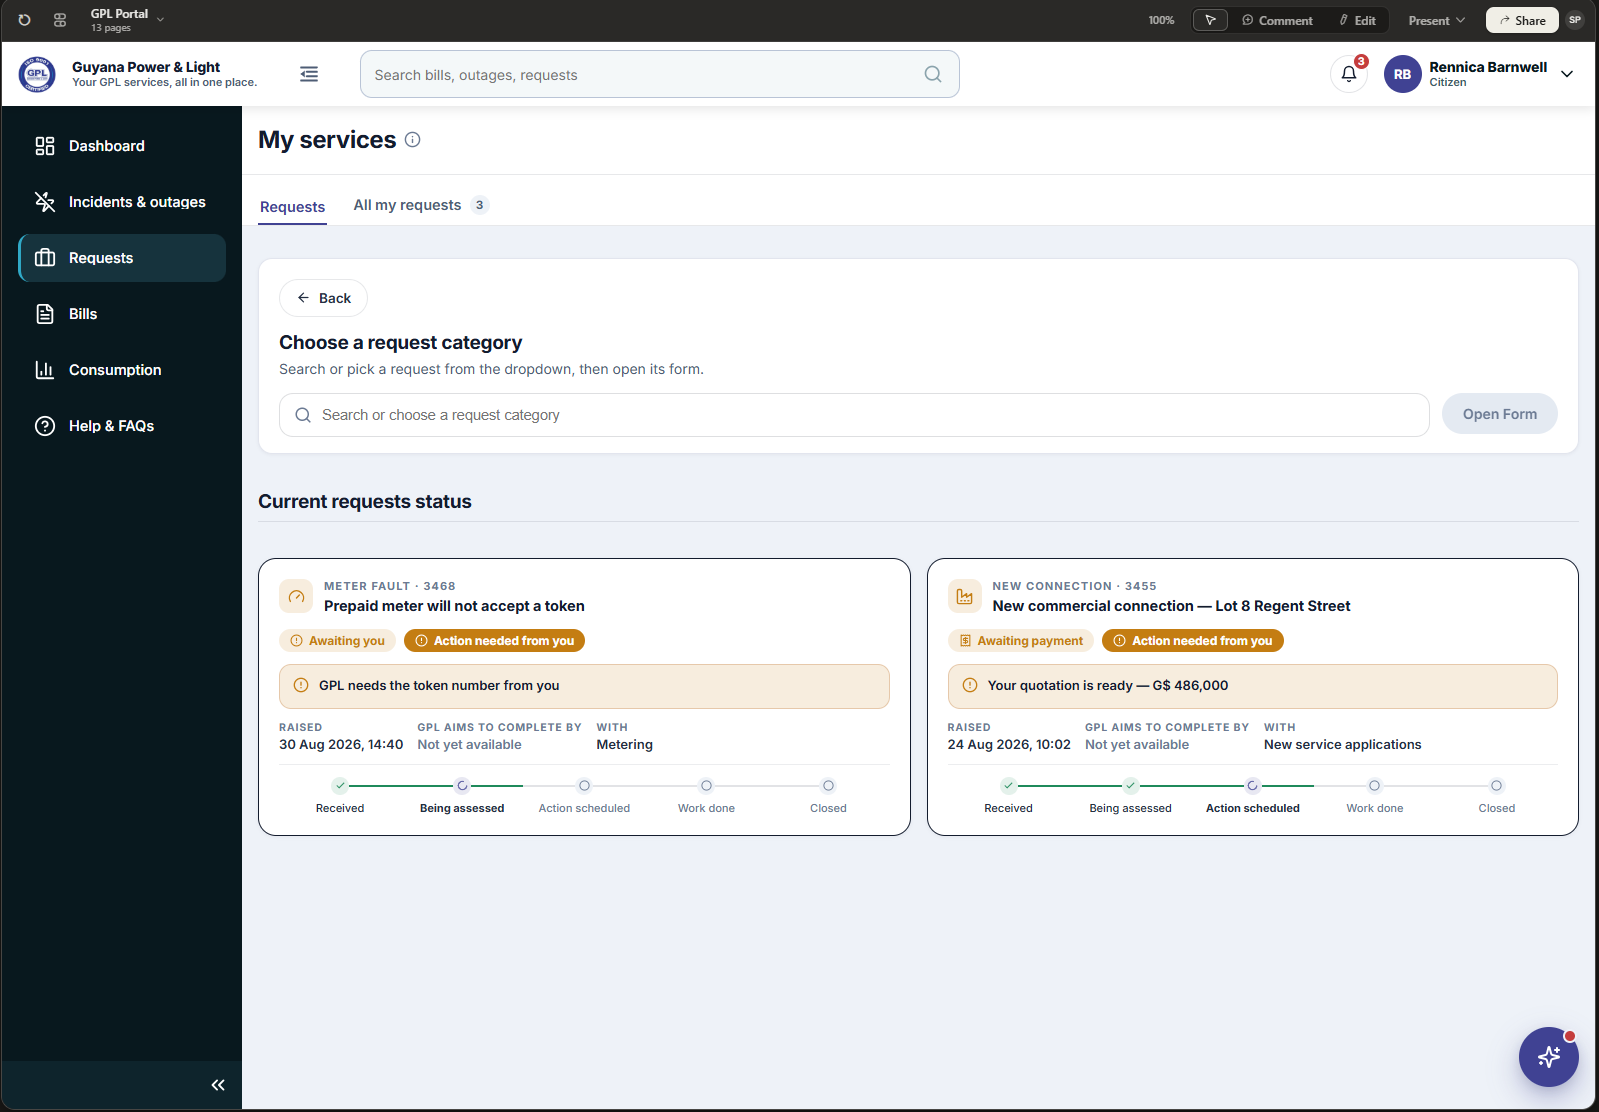 GPL Portal
13 pages
100%
Comment
Edit
Present
Share
SP
GPL
Guyana Power & Light
Your GPL services, all in one place.
Search bills, outages, requests
3
RB
Rennica Barnwell
Citizen
Dashboard
Incidents & outages
Requests
Bills
Consumption
Help & FAQs
My services
Requests
All my requests 3
Back
Choose a request category
Search or pick a request from the dropdown, then open its form.
Search or choose a request category
Open Form
Current requests status
METER FAULT · 3468
Prepaid meter will not accept a token
Awaiting you
Action needed from you
GPL needs the token number from you
RAISED
30 Aug 2026, 14:40
GPL AIMS TO COMPLETE BY
Not yet available
WITH
Metering
Received
Being assessed
Action scheduled
Work done
Closed
NEW CONNECTION · 3455
New commercial connection — Lot 8 Regent Street
Awaiting payment
Action needed from you
Your quotation is ready — G$ 486,000
RAISED
24 Aug 2026, 10:02
GPL AIMS TO COMPLETE BY
Not yet available
WITH
New service applications
Received
Being assessed
Action scheduled
Work done
Closed